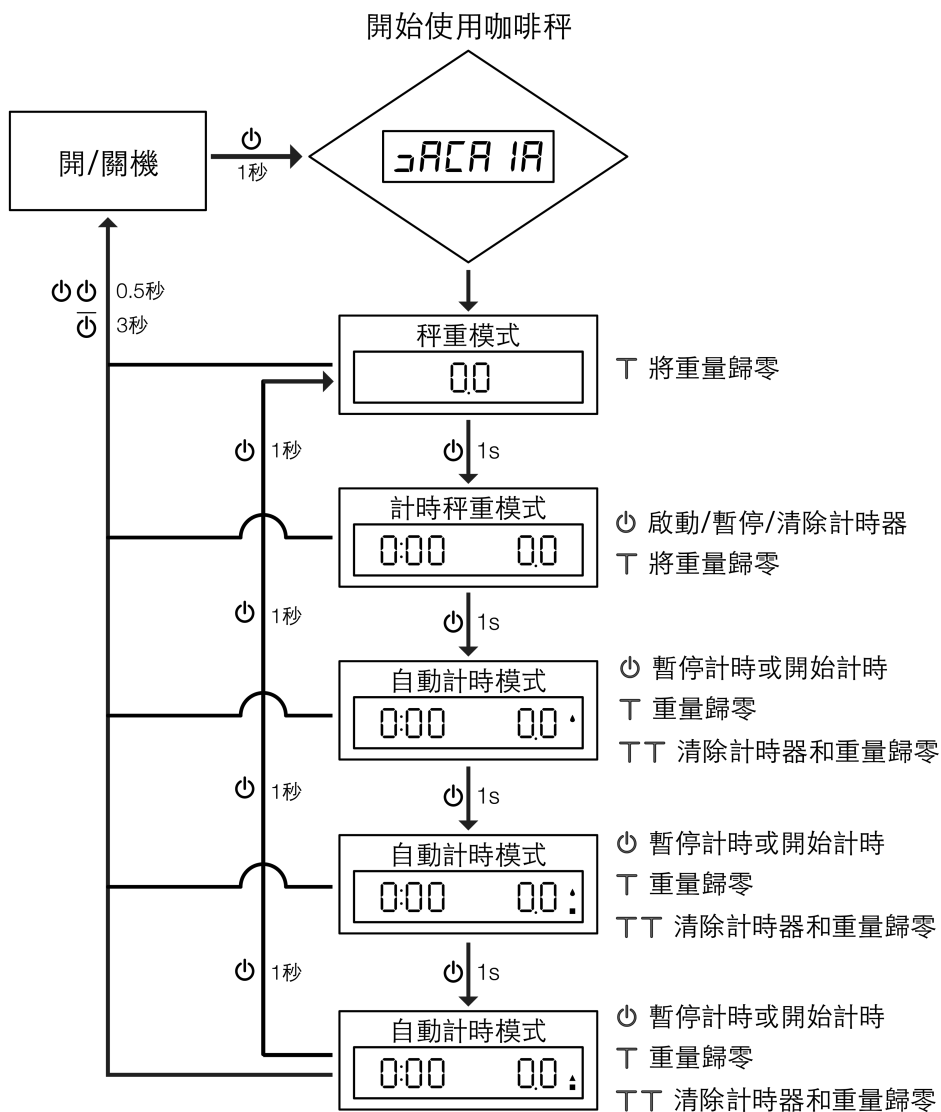 開始使用咖啡秤
ACAIA
開/關機
1秒
0.5秒
3秒
秤重模式
0.0
T 將重量歸零
1秒
1s
計時秤重模式
0:00 0.0
啟動/暫停/清除計時器
T 將重量歸零
1秒
1s
自動計時模式
0:00 0.0
暫停計時或開始計時
T 重量歸零
TT 清除計時器和重量歸零
1秒
1s
自動計時模式
0:00 0.0
暫停計時或開始計時
T 重量歸零
TT 清除計時器和重量歸零
1秒
1s
自動計時模式
0:00 0.0
暫停計時或開始計時
T 重量歸零
TT 清除計時器和重量歸零